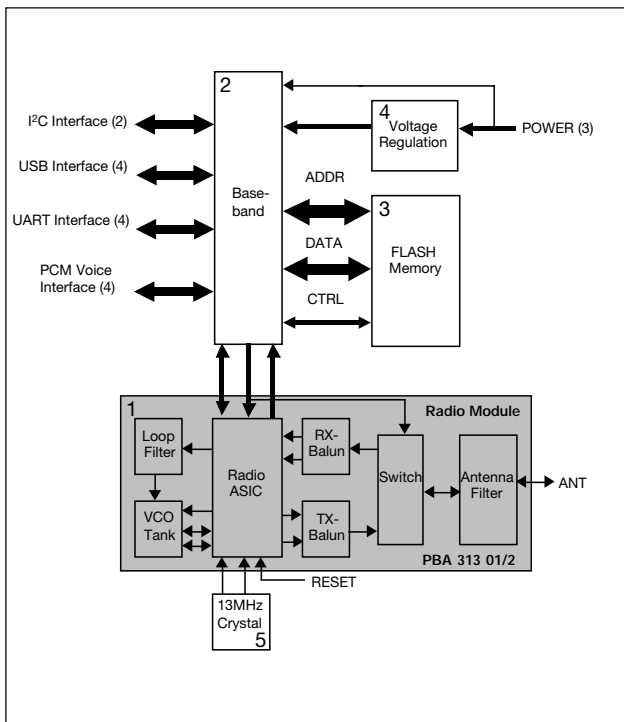 2
4
I²C Interface (2)
Voltage
Regulation
POWER (3)
USB Interface (4)
ADDR
Base-
band
3
UART Interface (4)
DATA
FLASH
Memory
PCM Voice
Interface (4)
CTRL
1
Radio Module
Loop
Filter
RX-
Balun
Radio
ASIC
Switch
Antenna
Filter
ANT
VCO
Tank
TX-
Balun
PBA 313 01/2
RESET
13MHz
Crystal
5